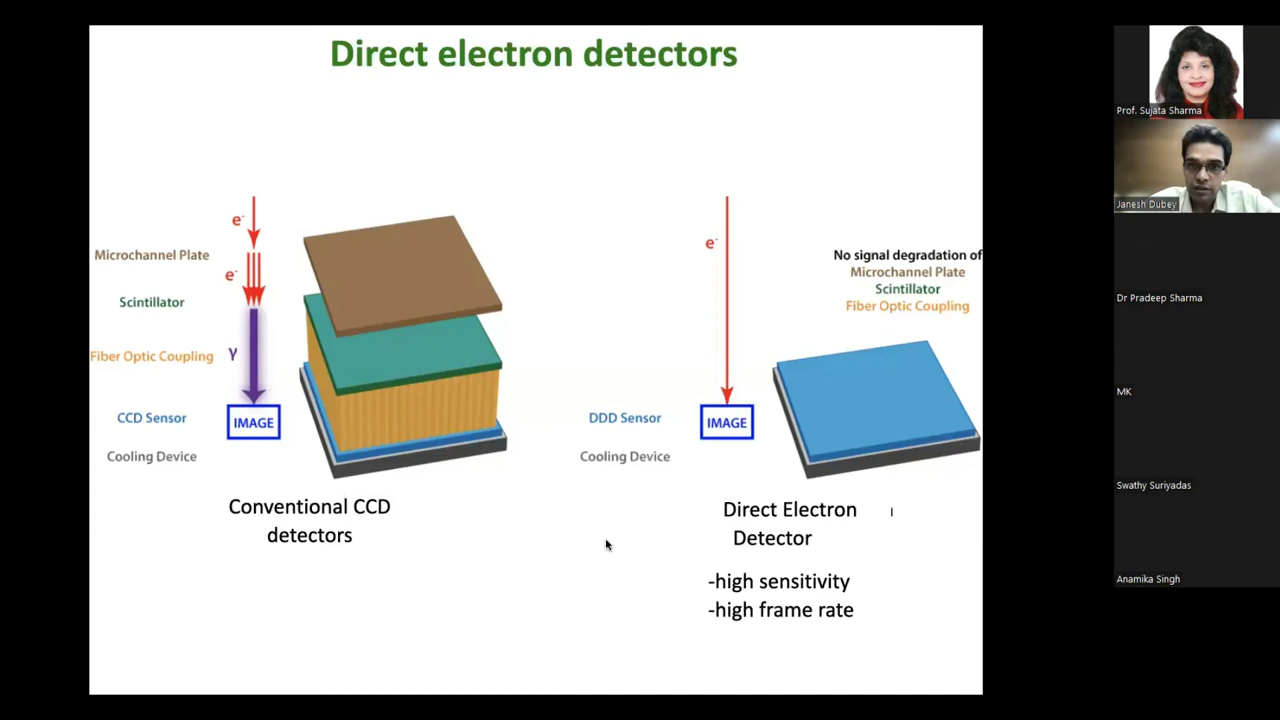 Direct electron detectors
e-
Microchannel Plate
e-
Scintillator
Fiber Optic Coupling
γ
CCD Sensor
IMAGE
Cooling Device
Conventional CCD
detectors
e-
No signal degradation of
Microchannel Plate
Scintillator
Fiber Optic Coupling
DDD Sensor
IMAGE
Cooling Device
Direct Electron
Detector
-high sensitivity
-high frame rate
Prof. Sujata Sharma
Janesh Dubey
Dr Pradeep Sharma
MK
Swathy Suriyadas
Anamika Singh